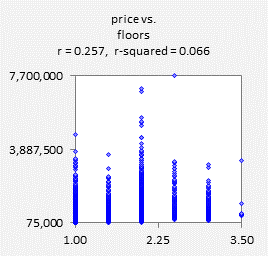 price vs.
floors
r = 0.257, r-squared = 0.066
7,700,000
3,887,500
75,000
1.00 2.25 3.50